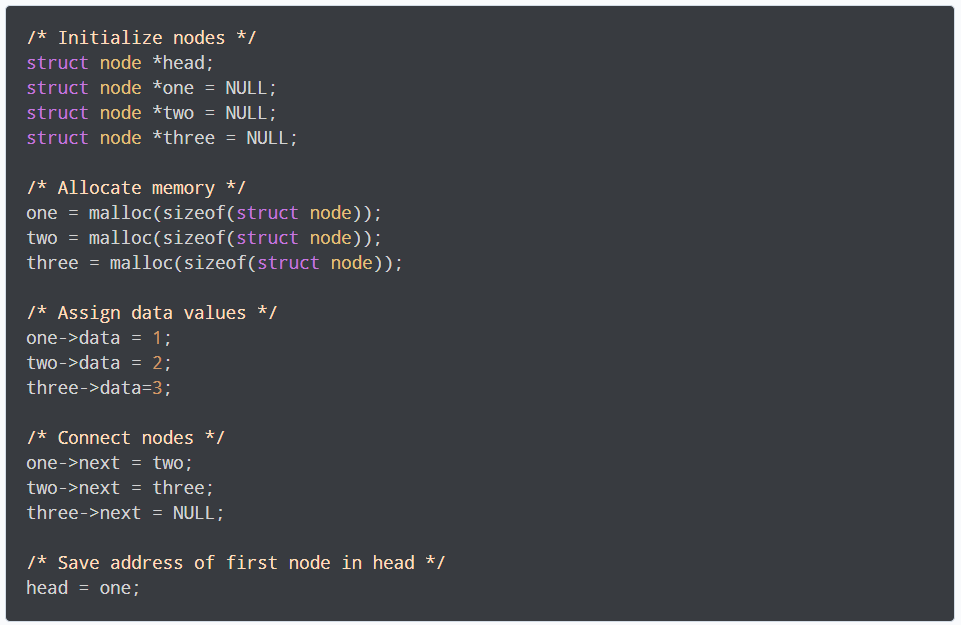 /* Initialize nodes */
struct node *head;
struct node *one = NULL;
struct node *two = NULL;
struct node *three = NULL;

/* Allocate memory */
one = malloc(sizeof(struct node));
two = malloc(sizeof(struct node));
three = malloc(sizeof(struct node));

/* Assign data values */
one->data = 1;
two->data = 2;
three->data=3;

/* Connect nodes */
one->next = two;
two->next = three;
three->next = NULL;

/* Save address of first node in head */
head = one;